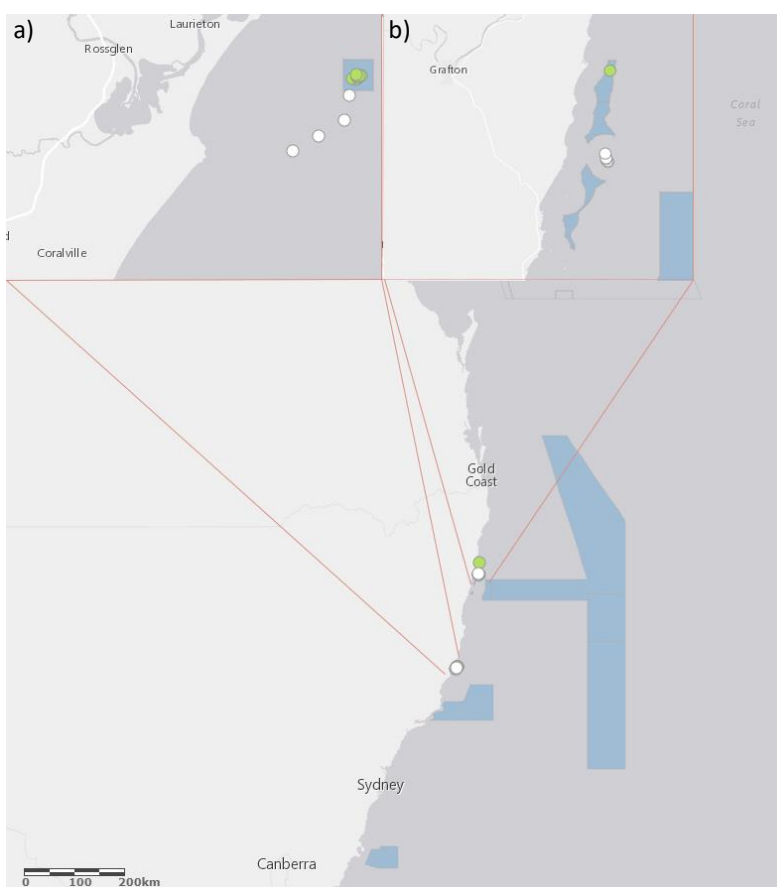 a)
Laurieton
Rossglen
Coralville
b)
Grafton
Coral
Sea
Gold
Coast
Sydney
Canberra
0 100 200km